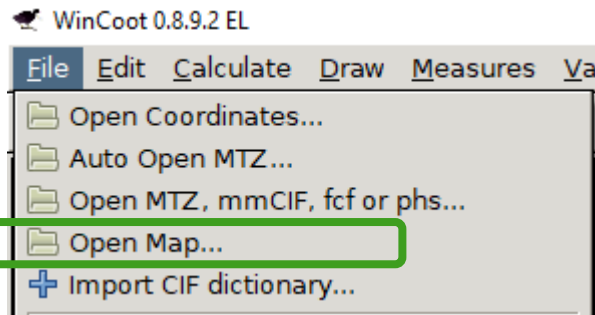 WinCoot 0.8.9.2 EL
File Edit Calculate Draw Measures Va
Open Coordinates...
Auto Open MTZ...
Open MTZ, mmCIF, fcf or phs...
Open Map...
Import CIF dictionary...